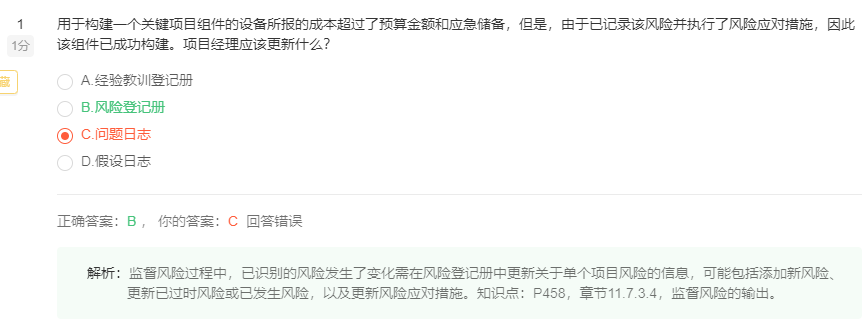 1
用于构建一个关键项目组件的设备所报的成本超过了预算金额和应急储备，但是，由于已记录该风险并执行了风险应对措施，因此
1分
该组件已成功构建。项目经理应该更新什么？
藏
A.经验教训登记册
B.风险登记册
C.问题日志
D.假设日志
正确答案：B ， 你的答案：C 回答错误
解析：监督风险过程中，已识别的风险发生了变化需在风险登记册中更新关于单个项目风险的信息，可能包括添加新风险、
更新已过时风险或已发生风险，以及更新风险应对措施。知识点：P458，章节11.7.3.4，监督风险的输出。